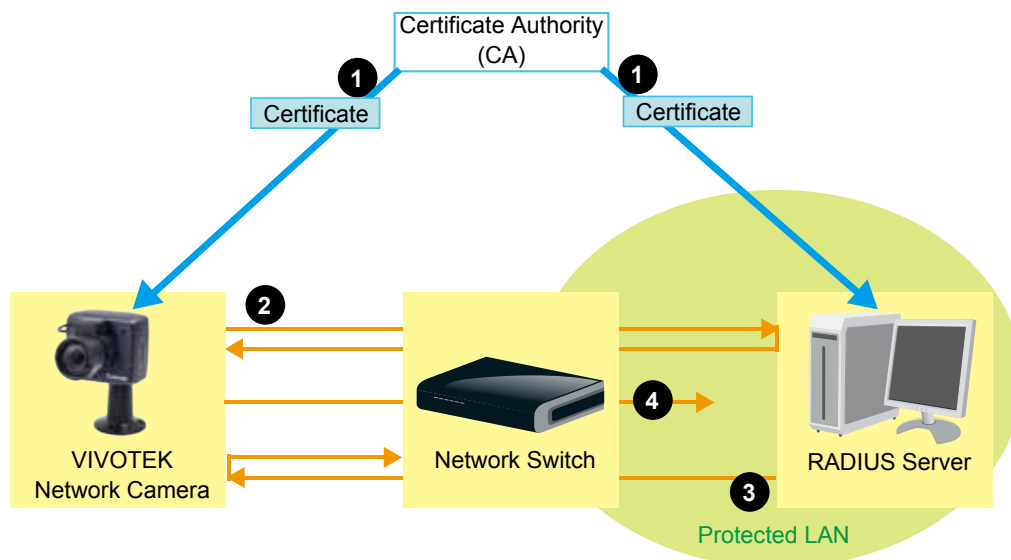 Certificate Authority
(CA)
1
1
Certificate
Certificate
2
4
VIVOTEK
Network Camera
Network Switch
RADIUS Server
3
Protected LAN